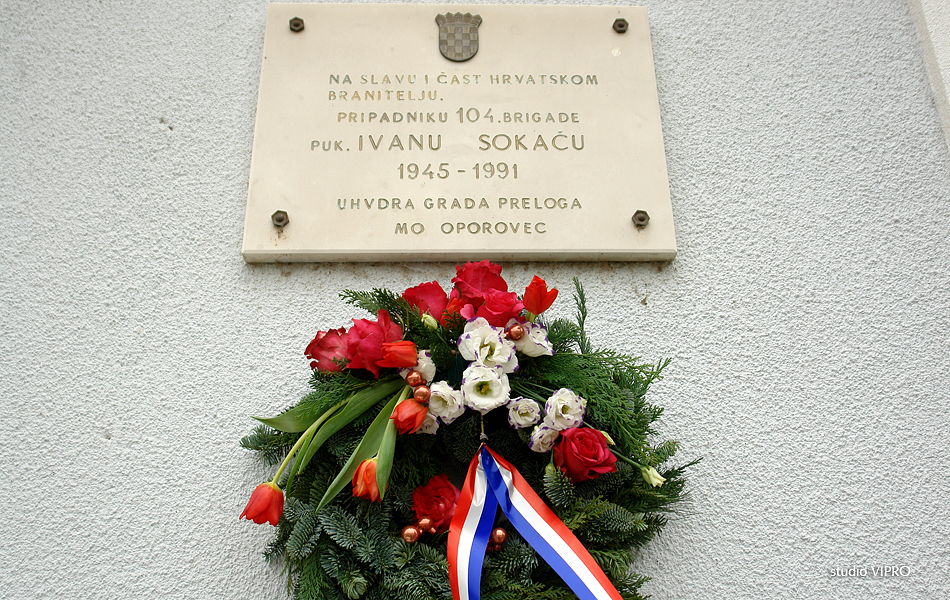 NA SLAVU I ČAST HRVATSKOM
BRANITELJU.
PRIPADNIKU 104. BRIGADE
PUK. IVANU SOKAČU
1945 - 1991
UHVDRA GRADA PRELOGA
MO OPOROVEC
studio VIPRO